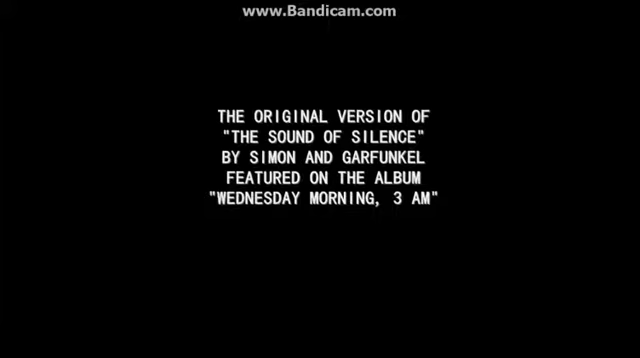 www.Bandicam.com
THE ORIGINAL VERSION OF
"THE SOUND OF SILENCE"
BY SIMON AND GARFUNKEL
FEATURED ON THE ALBUM
"WEDNESDAY MORNING, 3 AM"